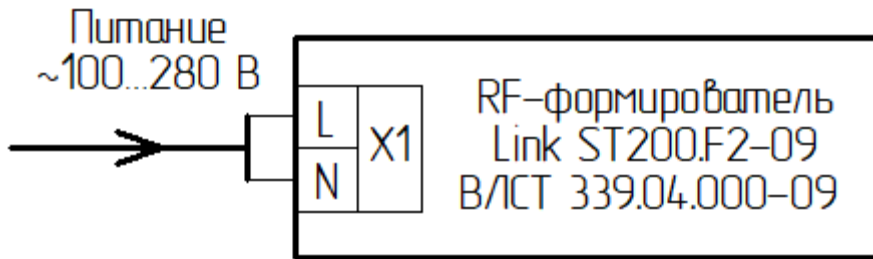 Питание
~100...280 В
L
N
X1
RF-формирователь
Link ST200.F2-09
ВЛСТ 339.04.000-09